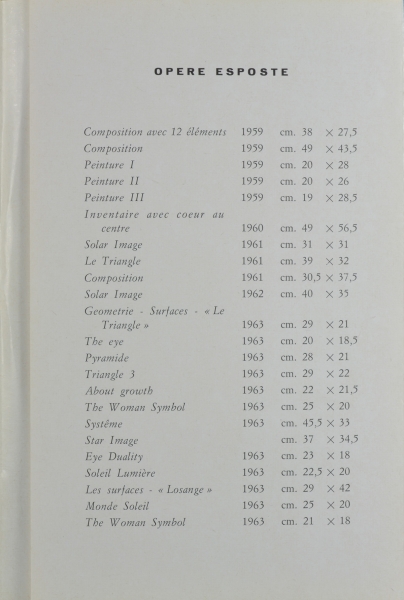 OPERE ESPOSTE
Composition avec 12 éléments 1959 cm. 38 × 27,5
Composition 1959 cm. 49 × 43,5
Peinture I 1959 cm. 20 × 28
Peinture II 1959 cm. 20 × 26
Peinture III 1959 cm. 19 × 28,5
Inventaire avec coeur au
centre 1960 cm. 49 × 56,5
Solar Image 1961 cm. 31 × 31
Le Triangle 1961 cm. 39 × 32
Composition 1961 cm. 30,5 × 37,5
Solar Image 1962 cm. 40 × 35
Geometrie - Surfaces - « Le
Triangle » 1963 cm. 29 × 21
The eye 1963 cm. 20 × 18,5
Pyramide 1963 cm. 28 × 21
Triangle 3 1963 cm. 29 × 22
About growth 1963 cm. 22 × 21,5
The Woman Symbol 1963 cm. 25 × 20
Système 1963 cm. 45,5 × 33
Star Image cm. 37 × 34,5
Eye Duality 1963 cm. 23 × 18
Soleil Lumière 1963 cm. 22,5 × 20
Les surfaces - « Losange » 1963 cm. 29 × 42
Monde Soleil 1963 cm. 25 × 20
The Woman Symbol 1963 cm. 21 × 18